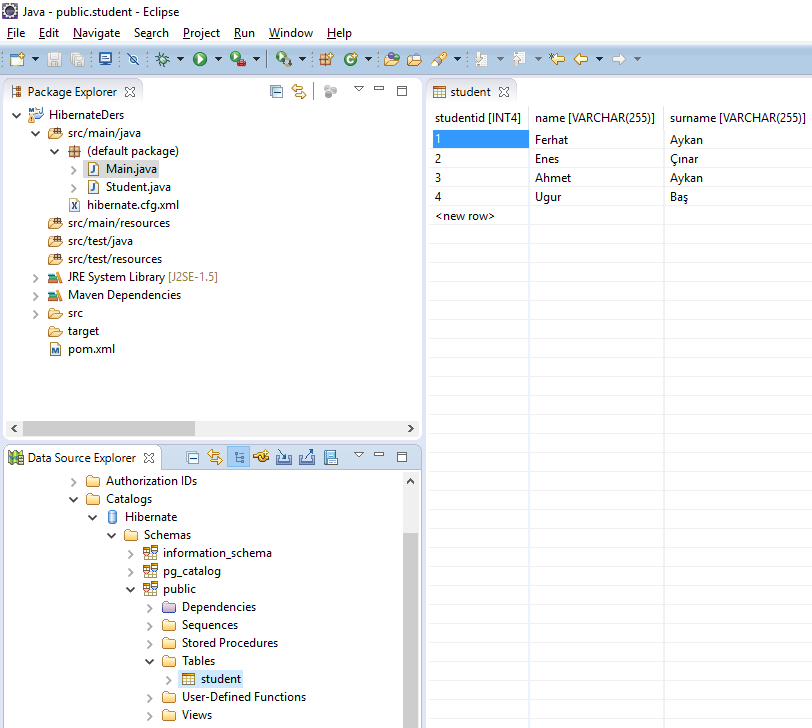 Java - public.student - Eclipse
File Edit Navigate Search Project Run Window Help
Package Explorer
HibernateDers
src/main/java
(default package)
Main.java
Student.java
hibernate.cfg.xml
src/main/resources
src/test/java
src/test/resources
JRE System Library [J2SE-1.5]
Maven Dependencies
src
target
pom.xml
Data Source Explorer
Authorization IDs
Catalogs
Hibernate
Schemas
information_schema
pg_catalog
public
Dependencies
Sequences
Stored Procedures
Tables
student
User-Defined Functions
Views
student
studentid [INT4] name [VARCHAR(255)] surname [VARCHAR(255)]
1 Ferhat Aykan
2 Enes Çınar
3 Ahmet Aykan
4 Ugur Baş
<new row>